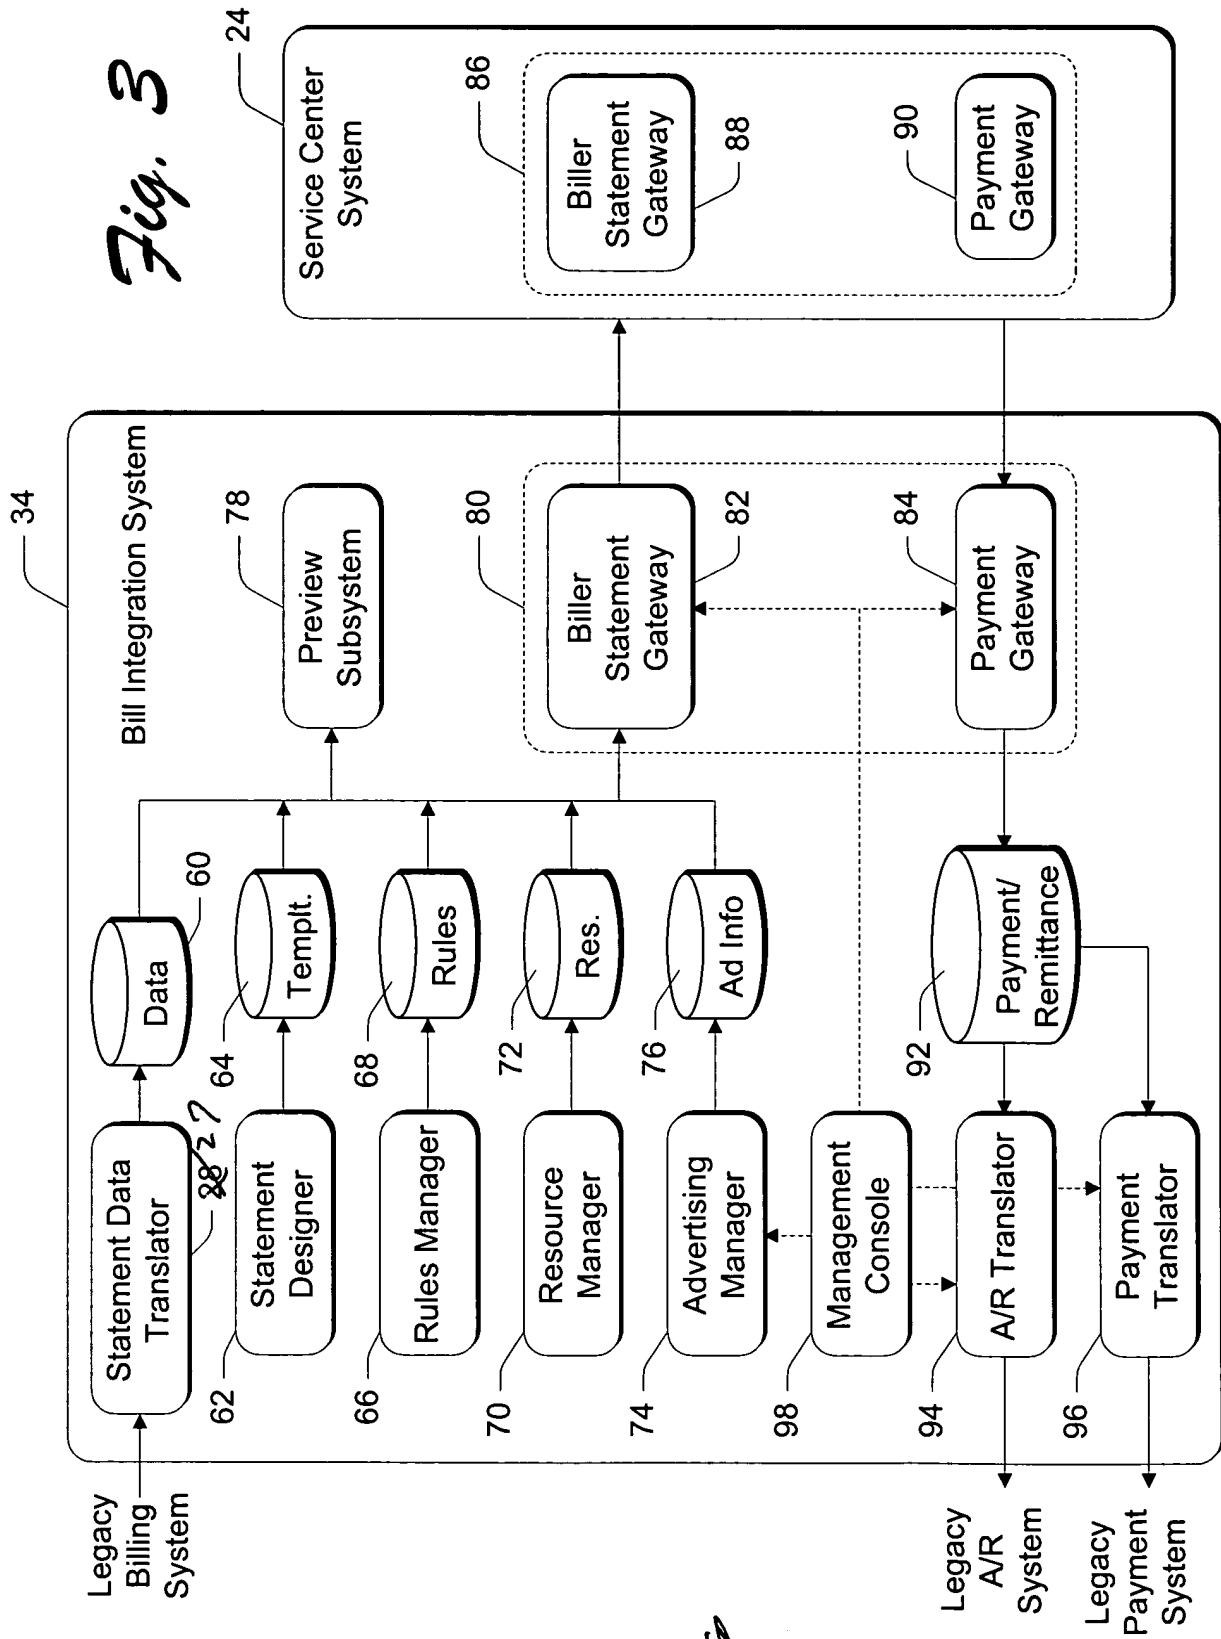 Fig. 3
34
24
Bill Integration System
Service Center
System
Legacy
Billing
System
Statement Data
Translator
28 27
Data
60
62
Statement
Designer
64
Templt.
66
Rules Manager
68
Rules
70
Resource
Manager
72
Res.
74
Advertising
Manager
76
Ad Info
78
Preview
Subsystem
80
Biller
Statement
Gateway
82
86
Biller
Statement
Gateway
88
98
Management
Console
84
Payment
Gateway
90
Payment
Gateway
92
Payment/
Remittance
94
A/R Translator
Legacy
A/R
System
96
Payment
Translator
Legacy
Payment
System